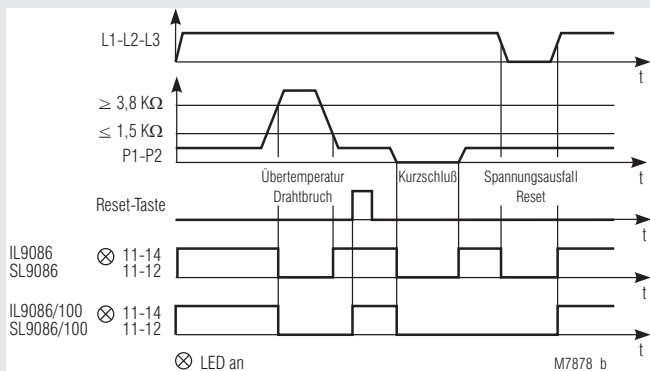 L1-L2-L3
t
≥ 3,8 KΩ
≤ 1,5 KΩ
P1-P2
t
Übertemperatur
Drahtbruch
Kurzschluß
Spannungsausfall
Reset
Reset-Taste
t
IL9086
SL9086
11-14
11-12
t
IL9086/100
SL9086/100
11-14
11-12
t
LED an
M7878 b